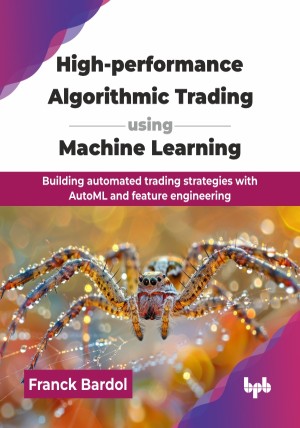 High-performance
Algorithmic Trading
using
Machine Learning
Building automated trading strategies with
AutoML and feature engineering
Franck Bardol
bpb